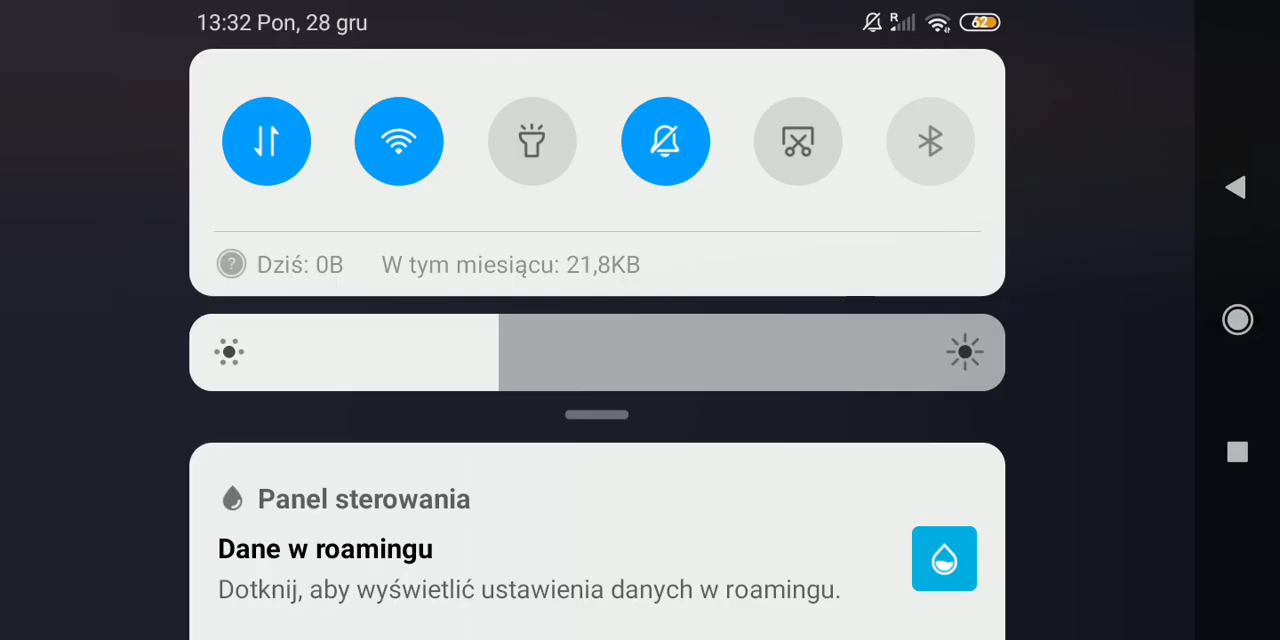 13:32 Pon, 28 gru
R
62
? Dziś: 0B W tym miesiącu: 21,8KB
Panel sterowania
Dane w roamingu
Dotknij, aby wyświetlić ustawienia danych w roamingu.